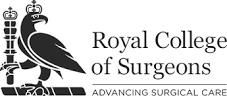 Royal College
of Surgeons
ADVANCING SURGICAL CARE